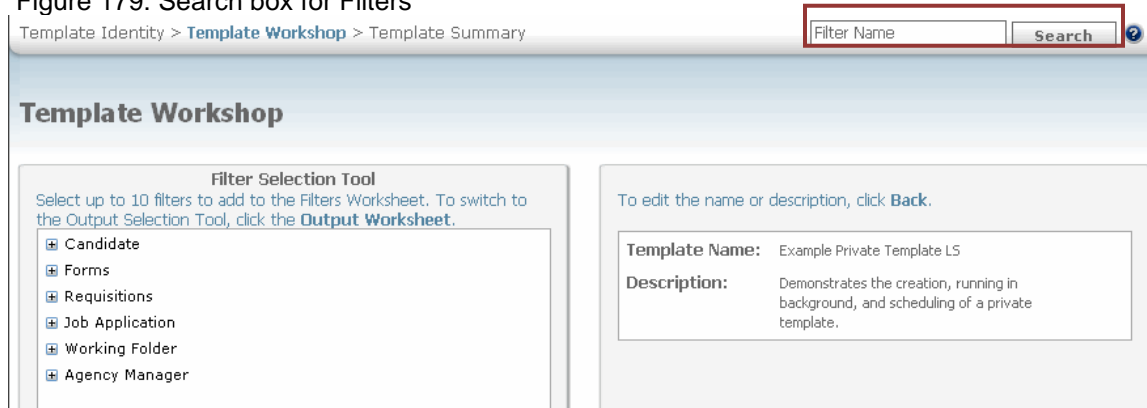 Figure 179. Search box for Filters
Template Identity > Template Workshop > Template Summary
Filter Name
Search
?
Template Workshop
Filter Selection Tool
Select up to 10 filters to add to the Filters Worksheet. To switch to
the Output Selection Tool, click the Output Worksheet.
Candidate
Forms
Requisitions
Job Application
Working Folder
Agency Manager
To edit the name or description, click Back.
Template Name: Example Private Template LS
Description: Demonstrates the creation, running in
background, and scheduling of a private
template.